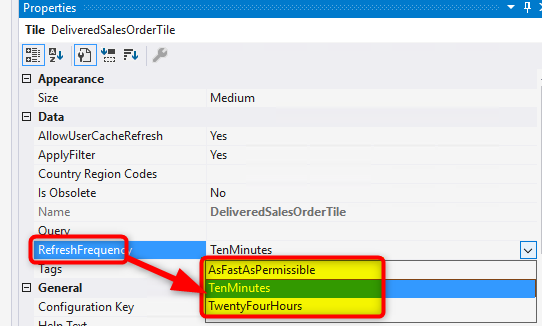 Properties
Tile DeliveredSalesOrderTile
Appearance
Size Medium
Data
AllowUserCacheRefresh Yes
ApplyFilter Yes
Country Region Codes
Is Obsolete No
Name DeliveredSalesOrderTile
Query
RefreshFrequency TenMinutes
Tags AsFastAsPermissible
TenMinutes
General
TwentyFourHours
Configuration Key
Help Text